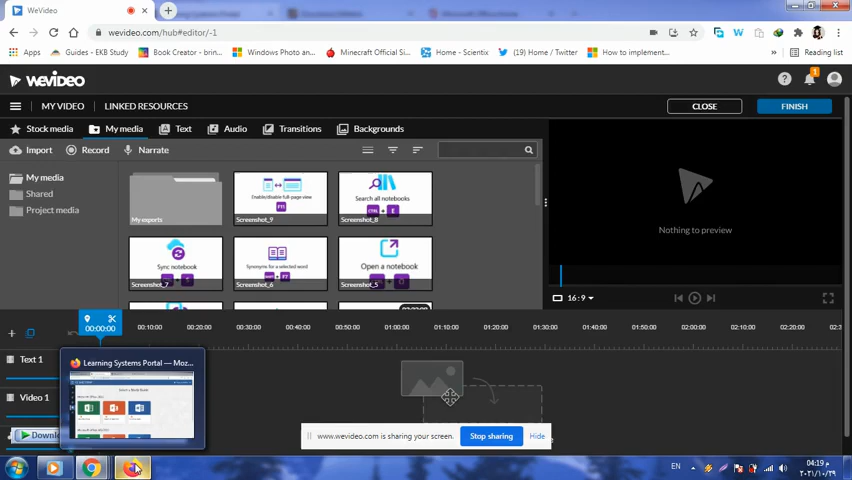 WeVideo
wevideo.com/hub#editor/-1
Guides - EKB Study
Book Creator - brin...
Windows Photo an...
Minecraft Official Si...
Home - Scientix
(19) Home / Twitter
How to implement...
Reading list
wevideo
1
MY VIDEO
LINKED RESOURCES
CLOSE
FINISH
Stock media
My media
Text
Audio
Transitions
Backgrounds
Import
Record
Narrate
My media
Shared
Project media
My exports
Enable/disable full-page view
F11
Screenshot_9
Search all notebooks
CTRL + E
Screenshot_8
Sync notebook
Screenshot_7
Synonyms for a selected word
Screenshot_6
Open a notebook
Screenshot_5
Nothing to preview
16:9
00:00:00
00:10:00
00:20:00
00:30:00
00:40:00
00:50:00
01:00:00
01:10:00
01:20:00
01:30:00
01:40:00
01:50:00
02:00:00
02:10:00
02:20:00
Text 1
Video 1
Learning Systems Portal — Moz...
Downl
www.wevideo.com is sharing your screen.
Stop sharing
Hide
EN
04:19 م
٢٠٢١/١٠/٢٩